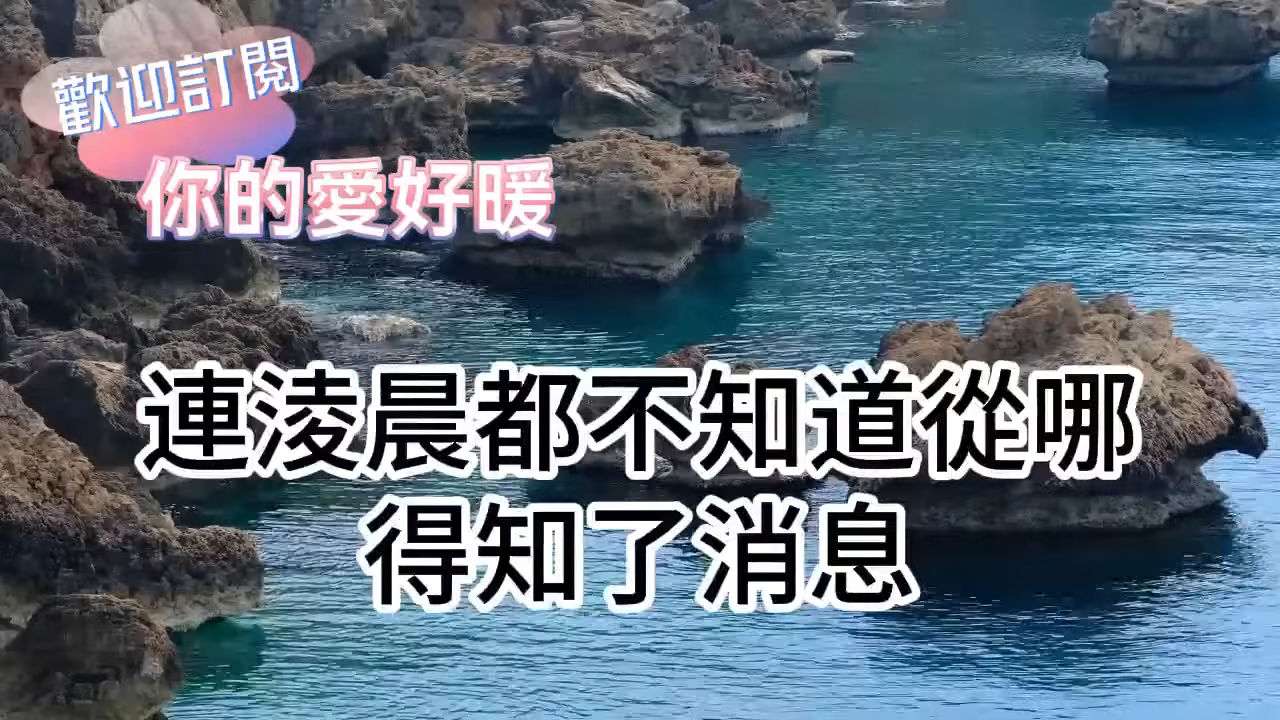 歡迎訂閱
你的愛好暖
連淩晨都不知道從哪
得知了消息